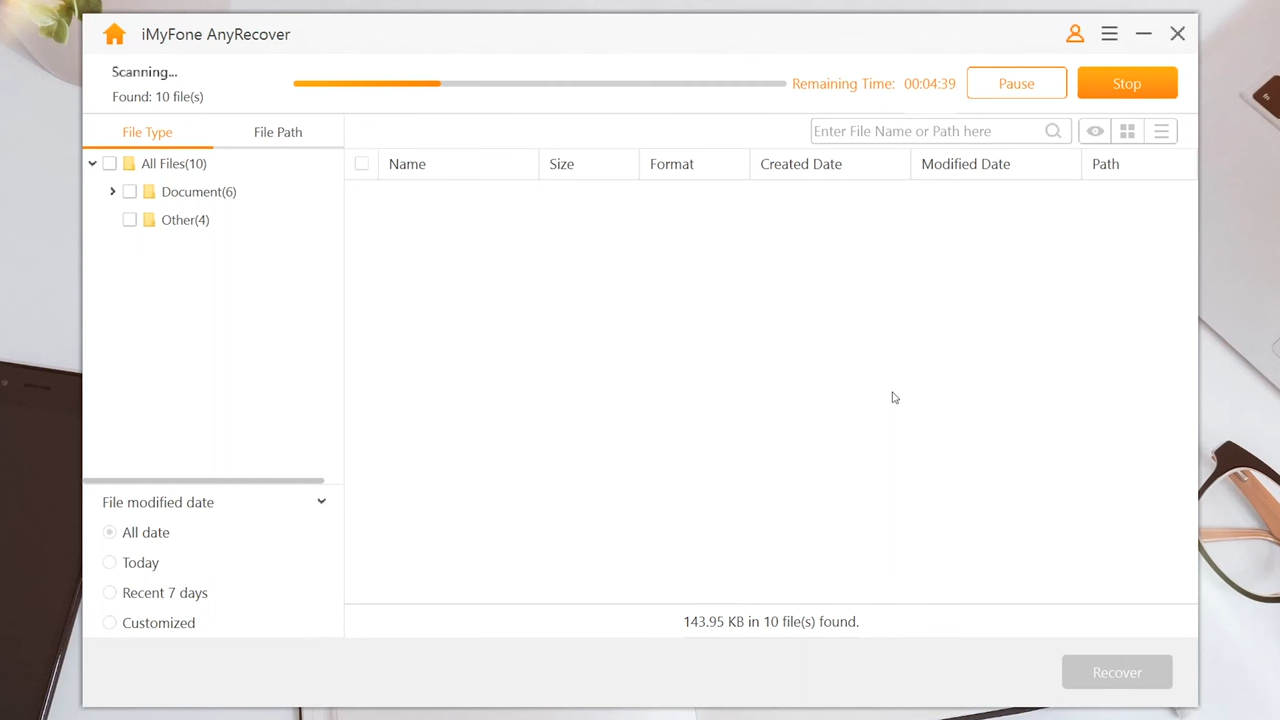 iMyFone AnyRecover
Scanning...
Found: 10 file(s)
Remaining Time: 00:04:39
Pause
Stop
File Type
File Path
Enter File Name or Path here
All Files(10)
Document(6)
Other(4)
Name
Size
Format
Created Date
Modified Date
Path
File modified date
All date
Today
Recent 7 days
Customized
143.95 KB in 10 file(s) found.
Recover